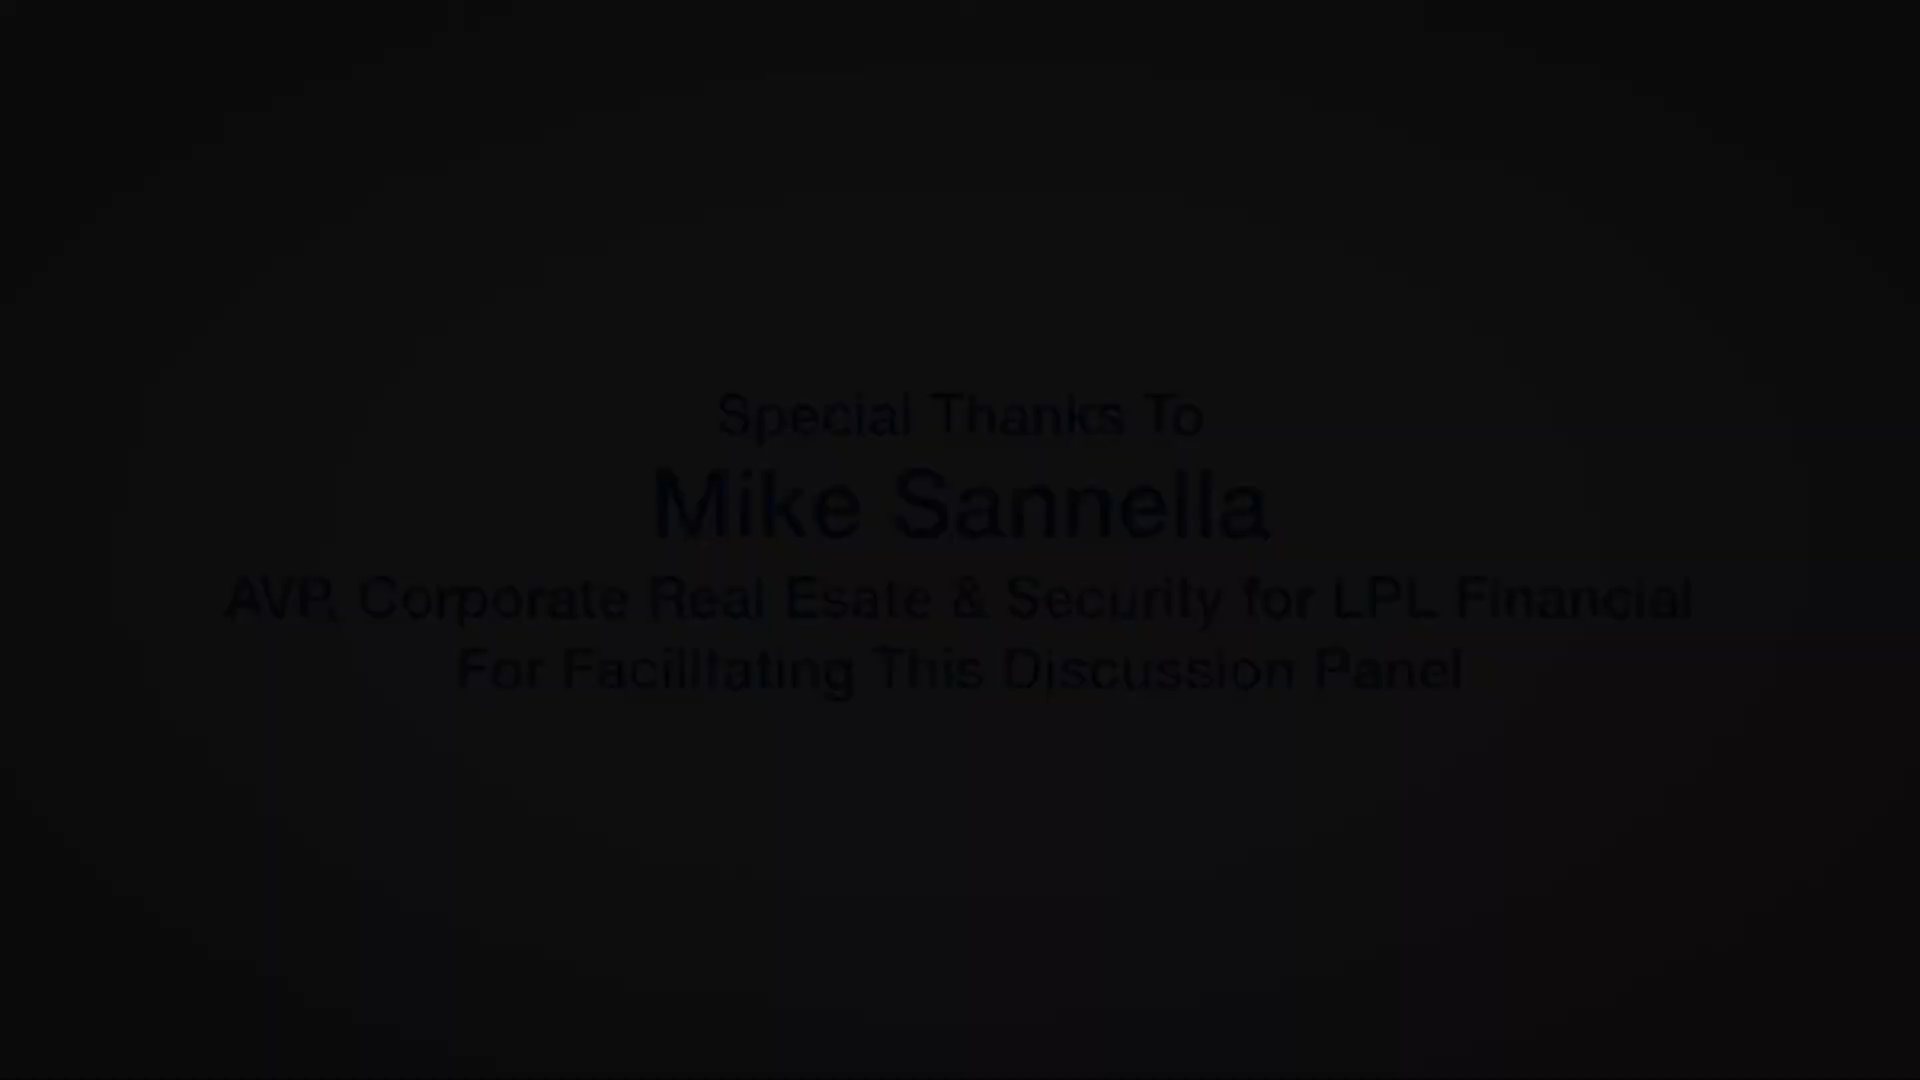 Special Thanks To
Mike Sannella
AVP, Corporate Real Esate & Security for LPL Financial
For Facilitating This Discussion Panel